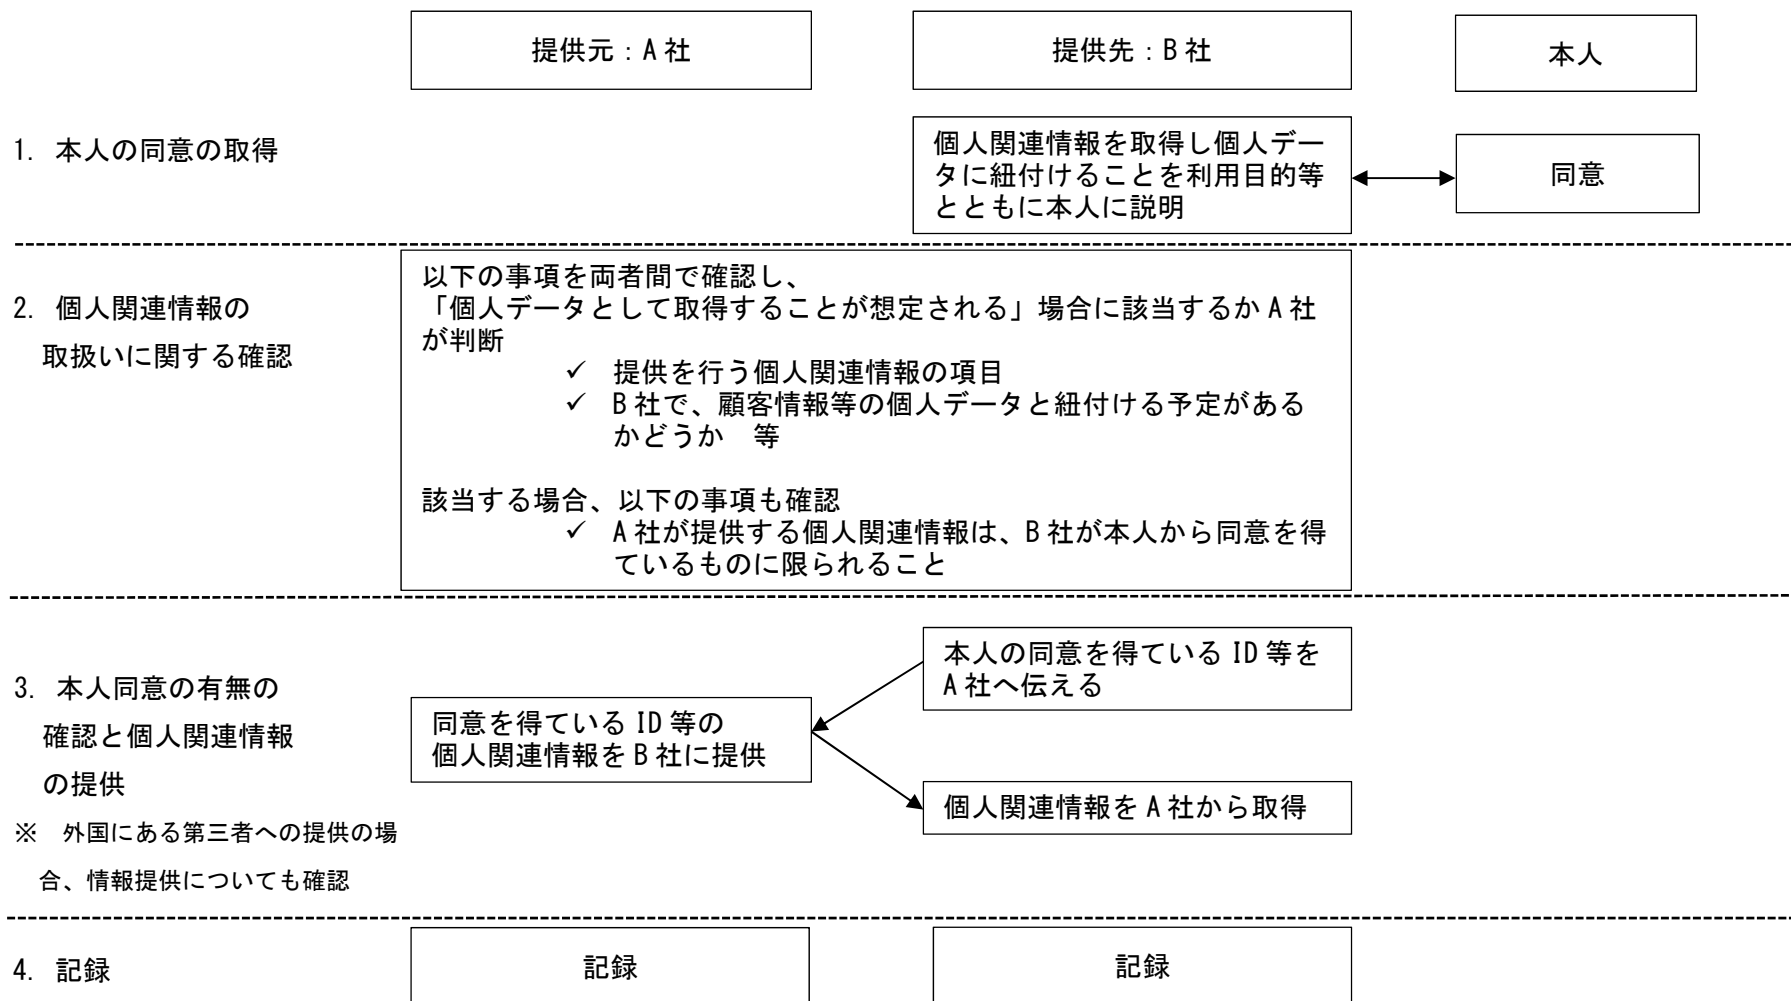 提供元：A社
提供先：B社
本人
1. 本人の同意の取得
個人関連情報を取得し個人デー
タに紐付けることを利用目的等
とともに本人に説明
同意
2. 個人関連情報の
取扱いに関する確認
以下の事項を両者間で確認し、
「個人データとして取得することが想定される」場合に該当するかA社
が判断
✓ 提供を行う個人関連情報の項目
✓ B社で、顧客情報等の個人データと紐付ける予定がある
かどうか　等
該当する場合、以下の事項も確認
✓ A社が提供する個人関連情報は、B社が本人から同意を得
ているものに限られること
3. 本人同意の有無の
確認と個人関連情報
の提供
※　外国にある第三者への提供の場
合、情報提供についても確認
本人の同意を得ているID等を
A社へ伝える
同意を得ているID等の
個人関連情報をB社に提供
個人関連情報をA社から取得
4. 記録
記録
記録